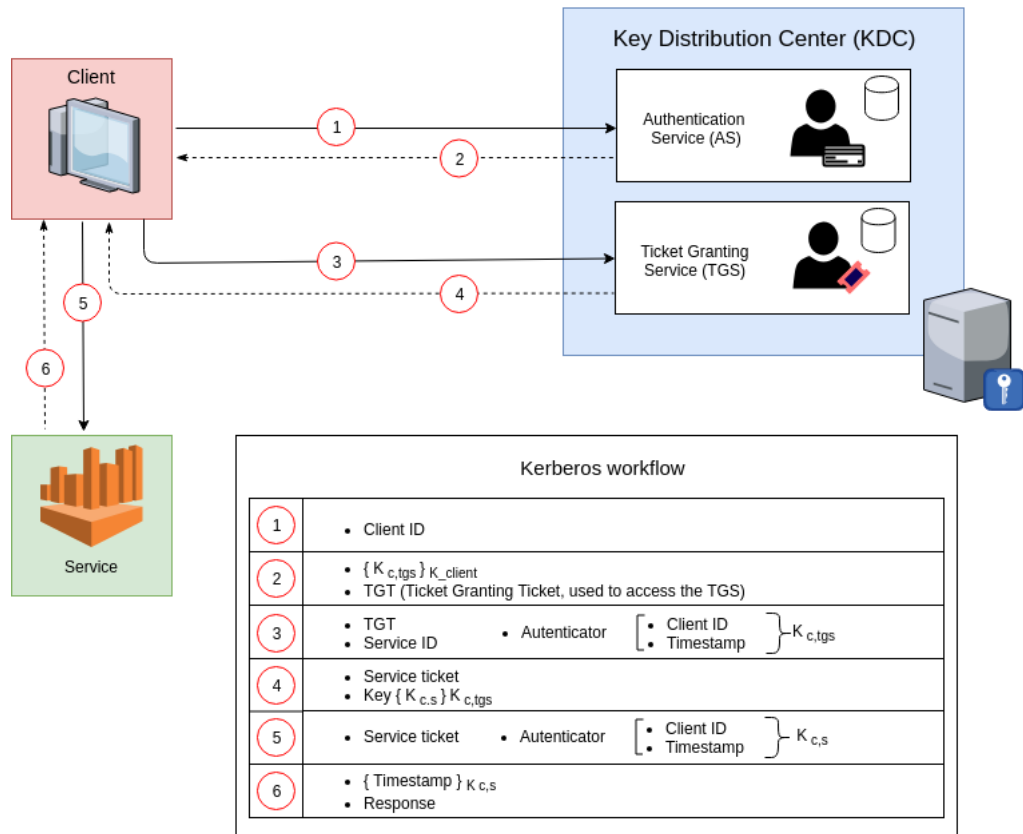 Key Distribution Center (KDC)
Client
Authentication
Service (AS)
1
2
Ticket Granting
Service (TGS)
3
4
5
6
Service
Kerberos workflow
1
• Client ID
2
• { K c,tgs } K_client
• TGT (Ticket Granting Ticket, used to access the TGS)
3
• TGT
• Service ID
• Autenticator
• Client ID
• Timestamp
K c,tgs
4
• Service ticket
• Key { K c.s } K c,tgs
5
• Service ticket
• Autenticator
• Client ID
• Timestamp
K c,s
6
• { Timestamp } K c,s
• Response